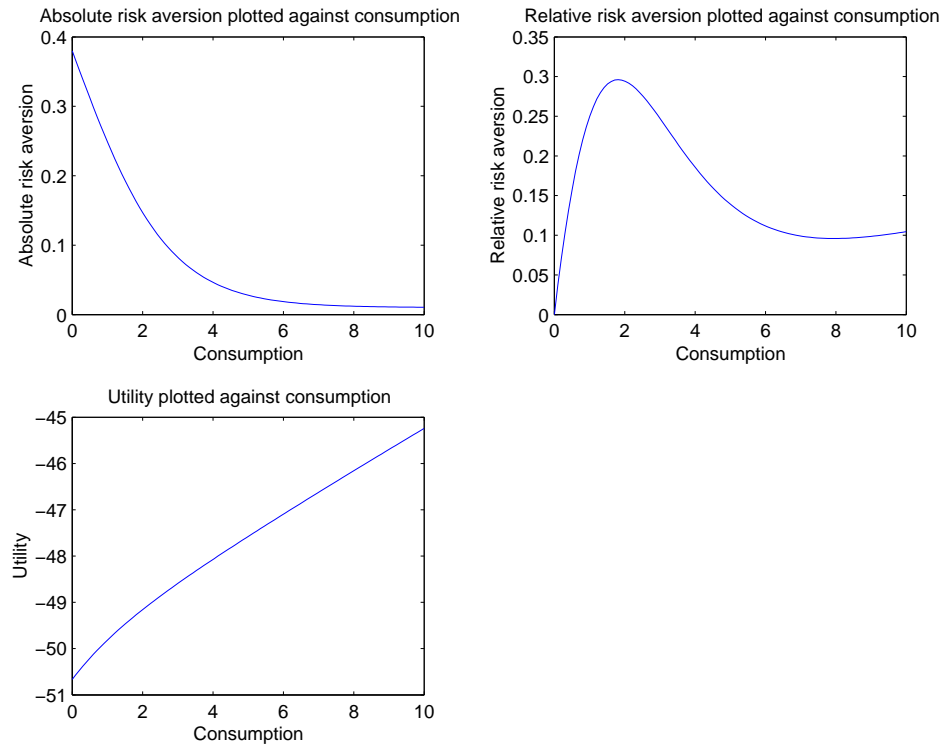 Absolute risk aversion plotted against consumption
0.4
0.3
0.2
0.1
0
Absolute risk aversion
0 2 4 6 8 10
Consumption
Relative risk aversion plotted against consumption
0.35
0.3
0.25
0.2
0.15
0.1
0.05
0
Relative risk aversion
0 2 4 6 8 10
Consumption
Utility plotted against consumption
−45
−46
−47
−48
−49
−50
−51
Utility
0 2 4 6 8 10
Consumption